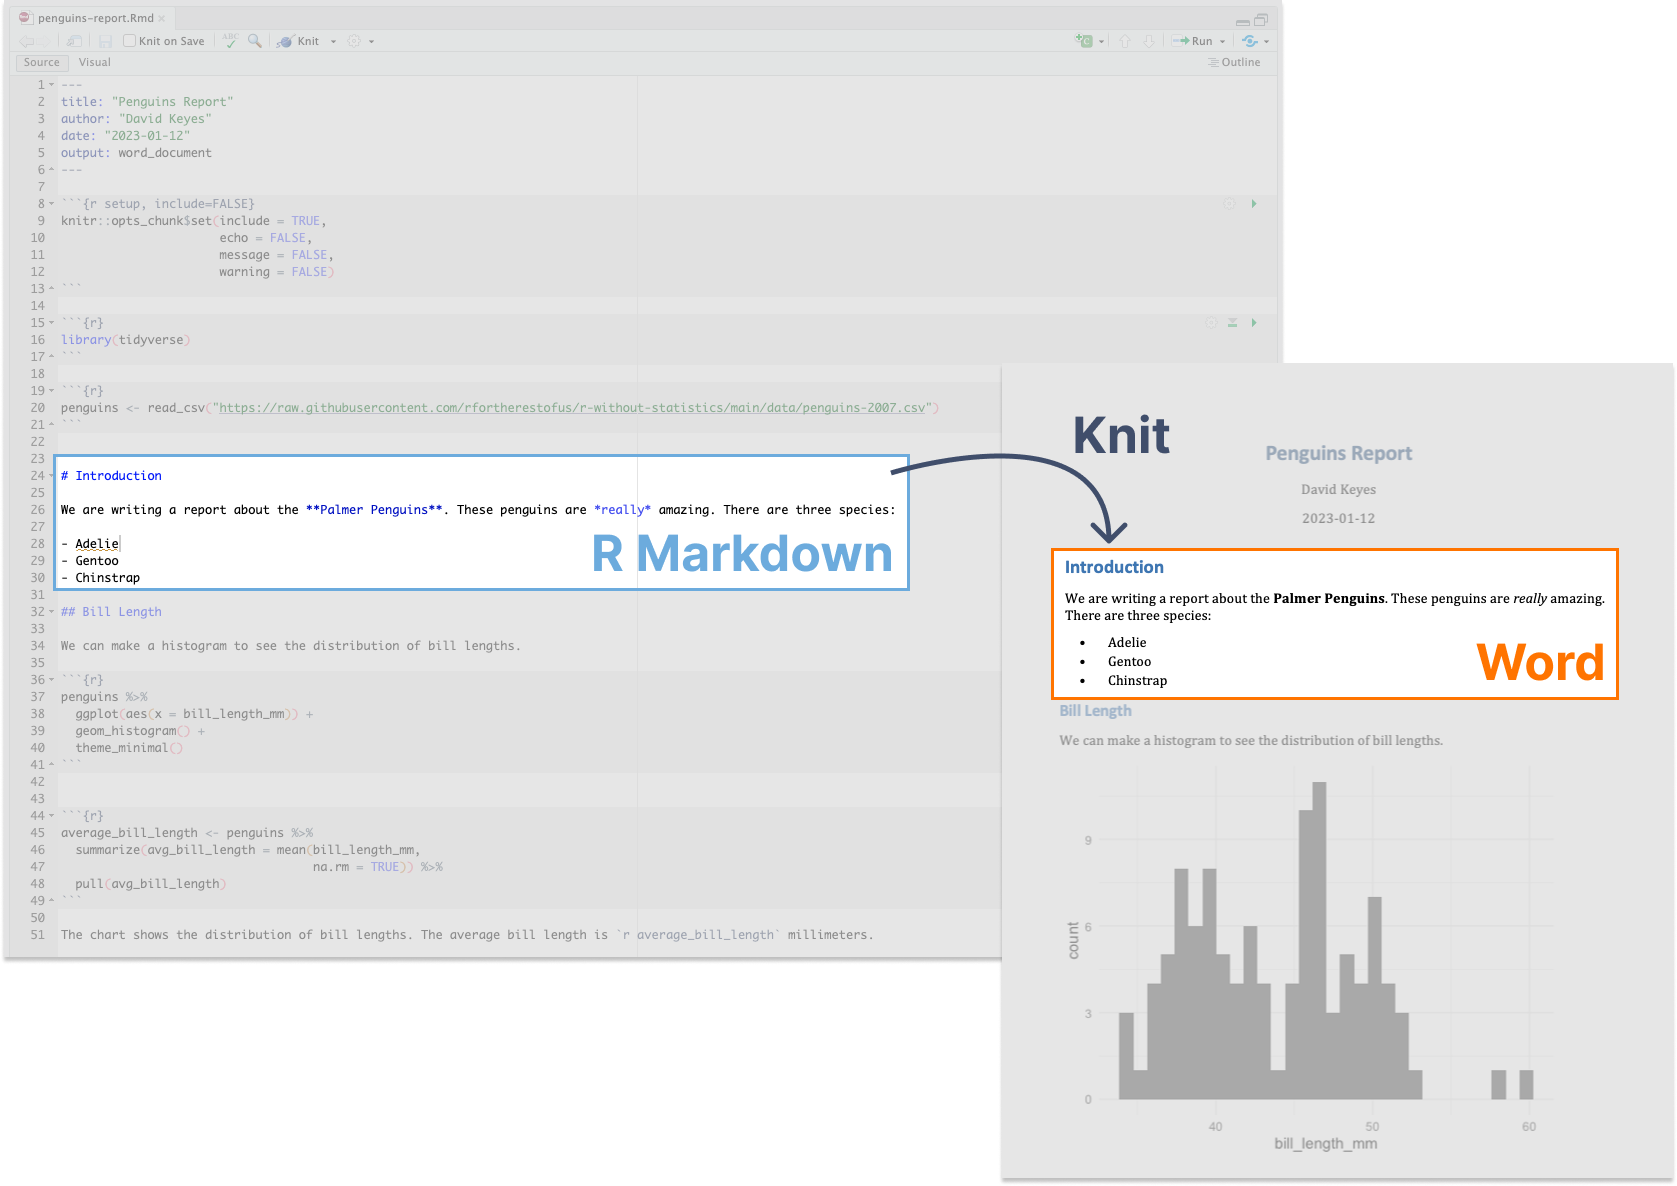 penguins-report.Rmd
Knit on Save
ABC
Knit
Run
Source
Visual
Outline
1 ---
2 title: "Penguins Report"
3 author: "David Keyes"
4 date: "2023-01-12"
5 output: word_document
6 ---
7
8 ```{r setup, include=FALSE}
9 knitr::opts_chunk$set(include = TRUE,
10 echo = FALSE,
11 message = FALSE,
12 warning = FALSE)
13 ```
14
15 ```{r}
16 library(tidyverse)
17 ```
18
19 ```{r}
20 penguins <- read_csv("https://raw.githubusercontent.com/rfortherestofus/r-without-statistics/main/data/penguins-2007.csv")
21 ```
22
23
24 # Introduction
25
26 We are writing a report about the **Palmer Penguins**. These penguins are *really* amazing. There are three species:
27
28 - Adelie
29 - Gentoo
30 - Chinstrap
R Markdown
31
32 ## Bill Length
33
34 We can make a histogram to see the distribution of bill lengths.
35
36 ```{r}
37 penguins %>%
38 ggplot(aes(x = bill_length_mm)) +
39 geom_histogram() +
40 theme_minimal()
41 ```
42
43
44 ```{r}
45 average_bill_length <- penguins %>%
46 summarize(avg_bill_length = mean(bill_length_mm,
47 na.rm = TRUE)) %>%
48 pull(avg_bill_length)
49 ```
50
51 The chart shows the distribution of bill lengths. The average bill length is `r average_bill_length` millimeters.
Knit
Penguins Report
David Keyes
2023-01-12
Introduction
We are writing a report about the Palmer Penguins. These penguins are really amazing.
There are three species:
• Adelie
• Gentoo
• Chinstrap
Word
Bill Length
We can make a histogram to see the distribution of bill lengths.
9
6
3
0
count
40 50 60
bill_length_mm